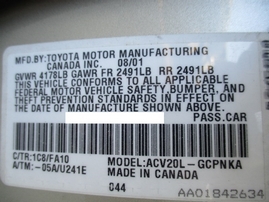 MFD.BY:TOYOTA MOTOR MANUFACTURING
CANADA INC. 08/01
GVWR 4178LB GAWR FR 2491LB RR 2491LB
THIS VEHICLE CONFORMS TO ALL APPLICABLE
FEDERAL MOTOR VEHICLE SAFETY,BUMPER, AND
THEFT PREVENTION STANDARDS IN EFFECT ON
THE DATE OF MANUFACTURE SHOWN ABOVE.
PASS.CAR
C/TR:1C8/FA10 MODEL:ACV20L-GCPNKA
A/TM:-05A/U241E MADE IN CANADA
044 AA01842634